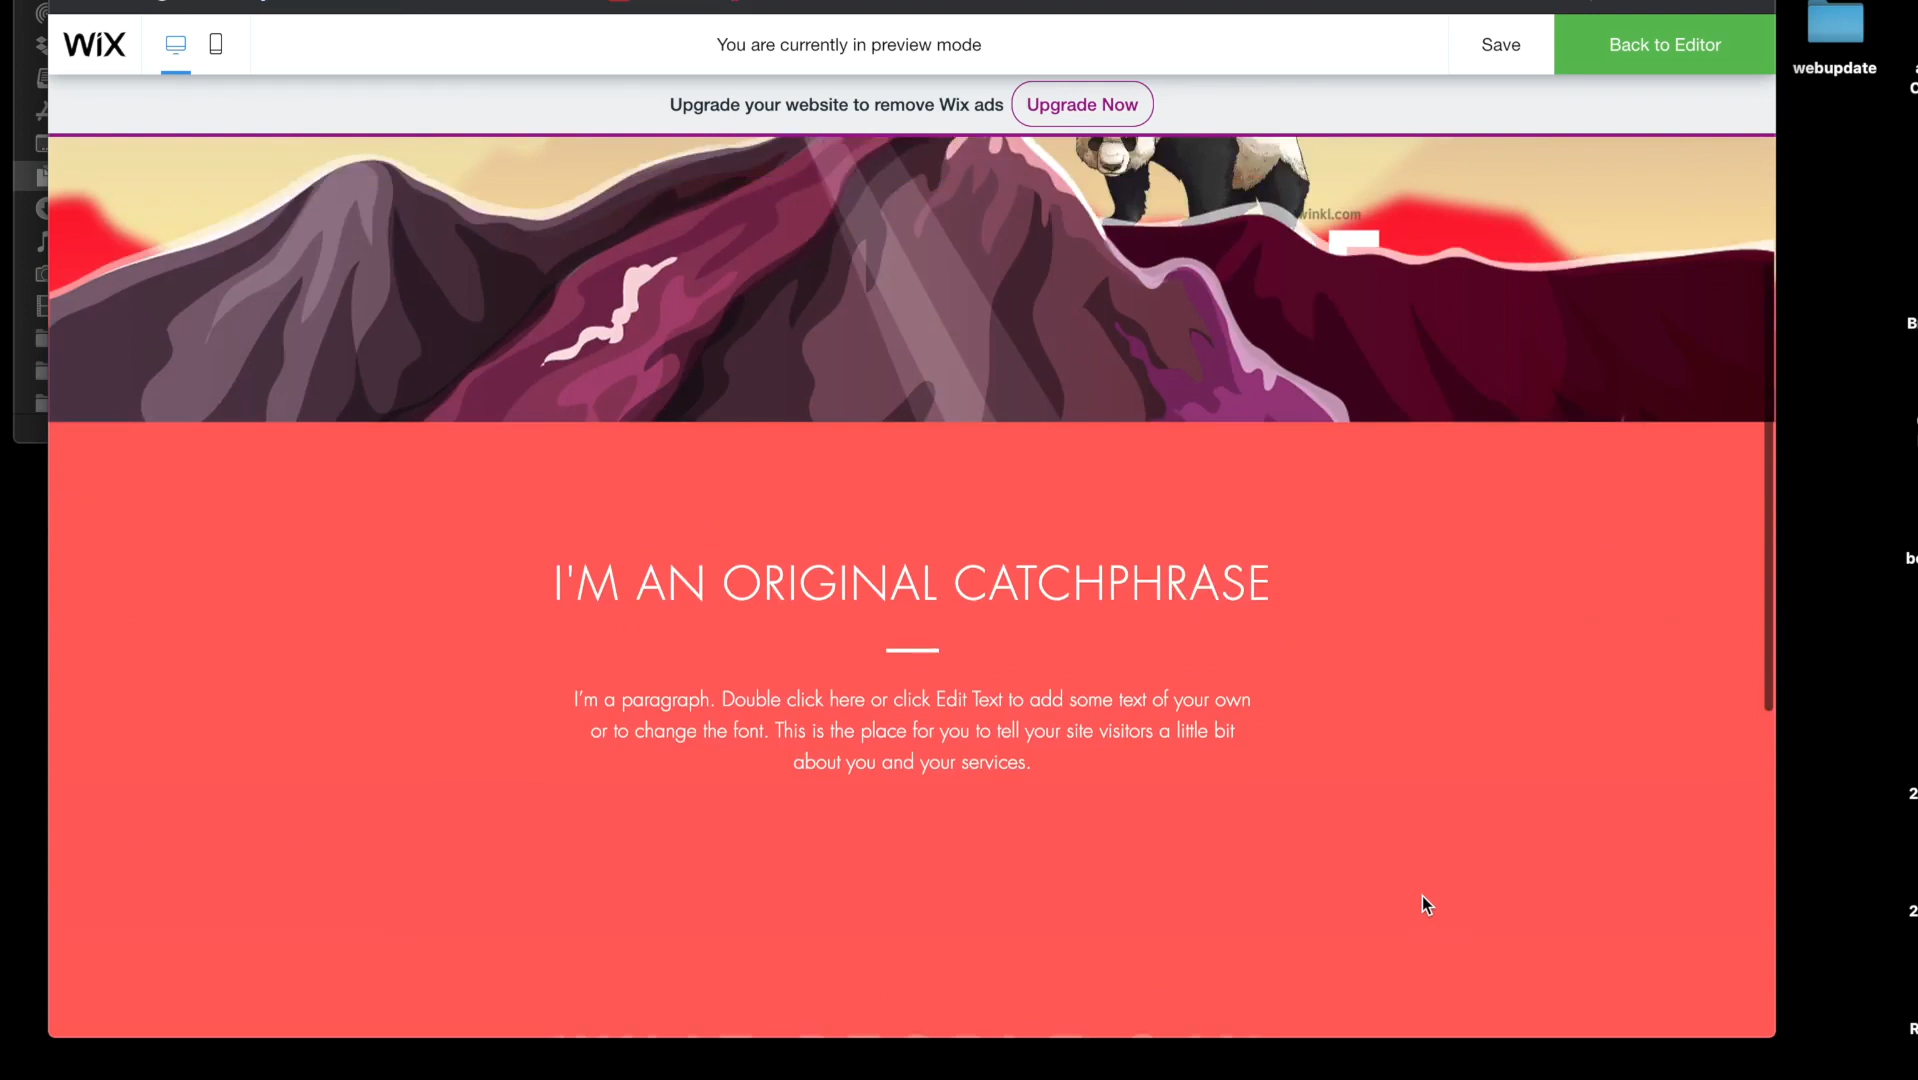 WiX
You are currently in preview mode
Save
Back to Editor
webupdate
Upgrade your website to remove Wix ads
Upgrade Now
winkl.com
I'M AN ORIGINAL CATCHPHRASE
I'm a paragraph. Double click here or click Edit Text to add some text of your own
or to change the font. This is the place for you to tell your site visitors a little bit
about you and your services.